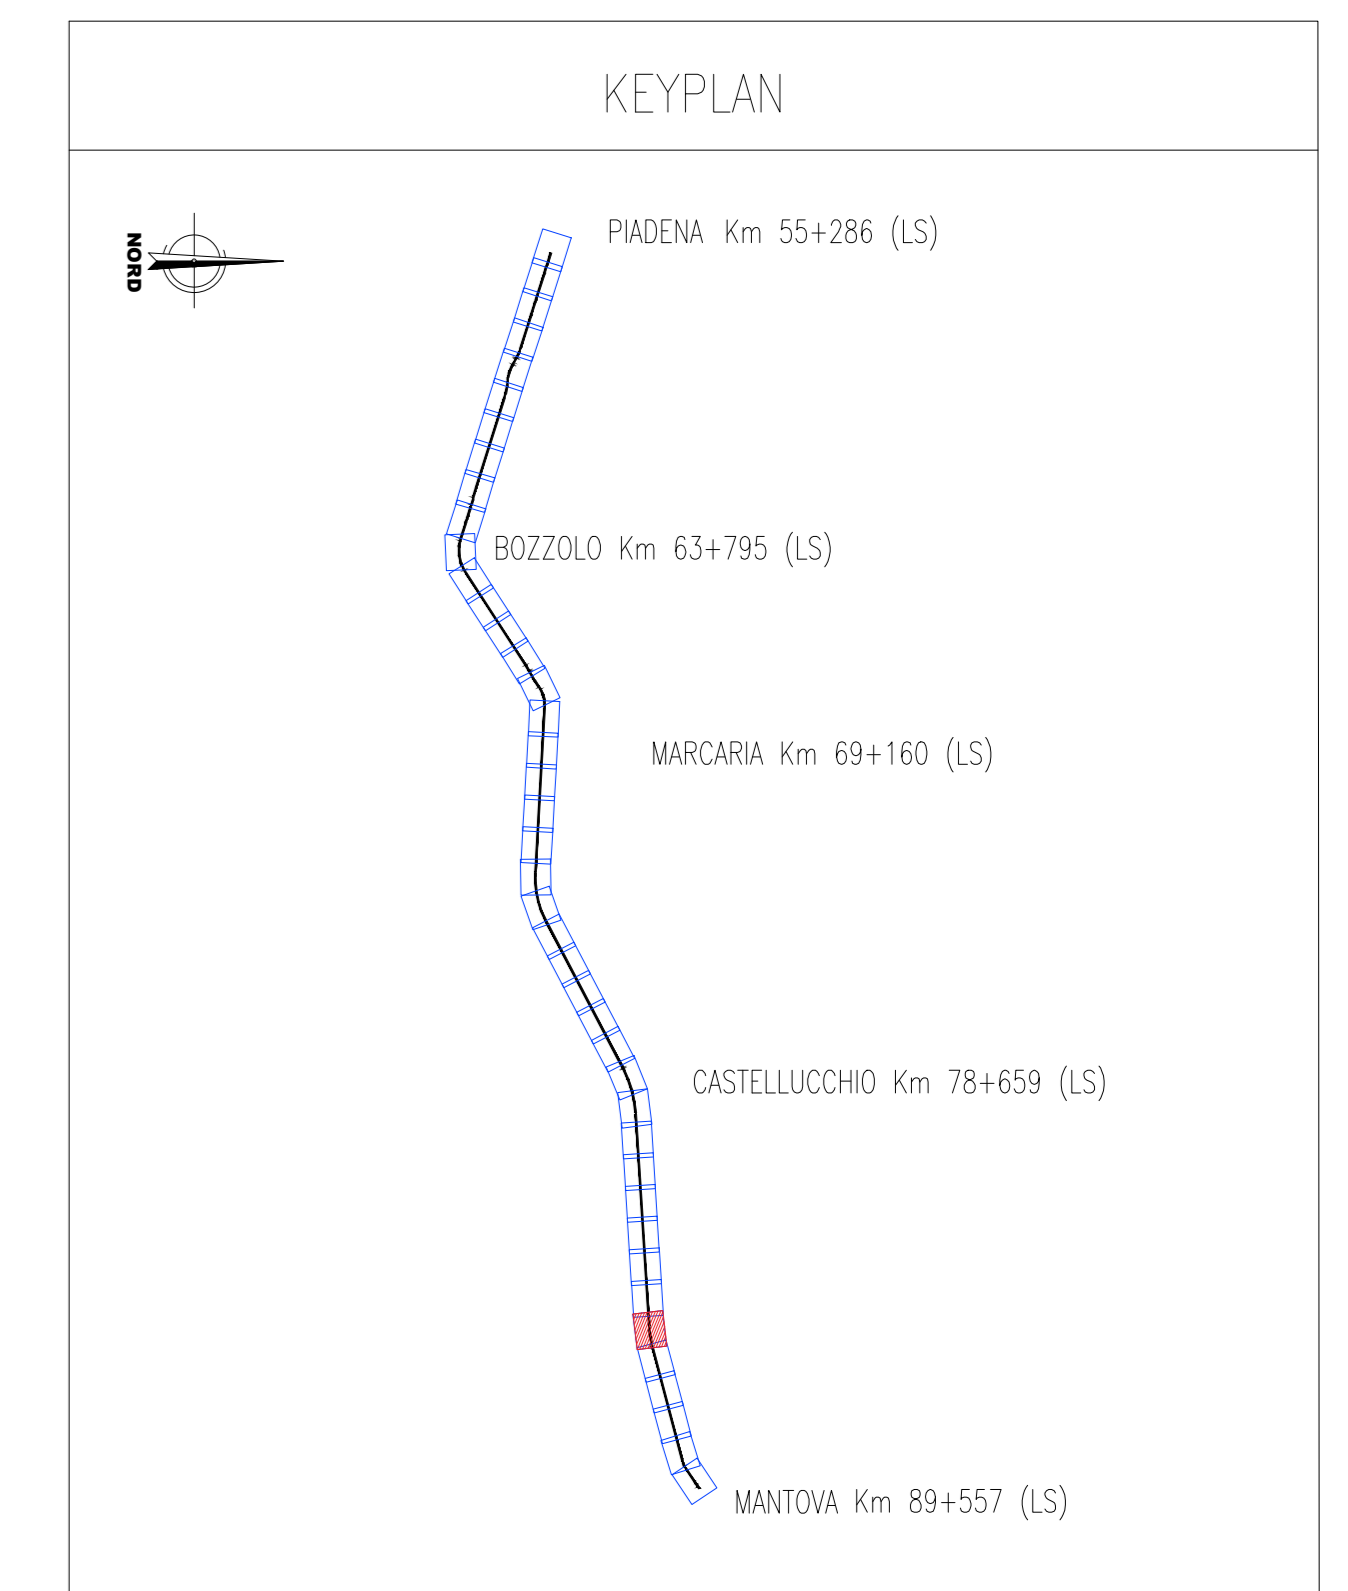 KEYPLAN
NORD
PIADENA Km 55+286 (LS)
BOZZOLO Km 63+795 (LS)
MARCARIA Km 69+160 (LS)
CASTELLUCCHIO Km 78+659 (LS)
MANTOVA Km 89+557 (LS)